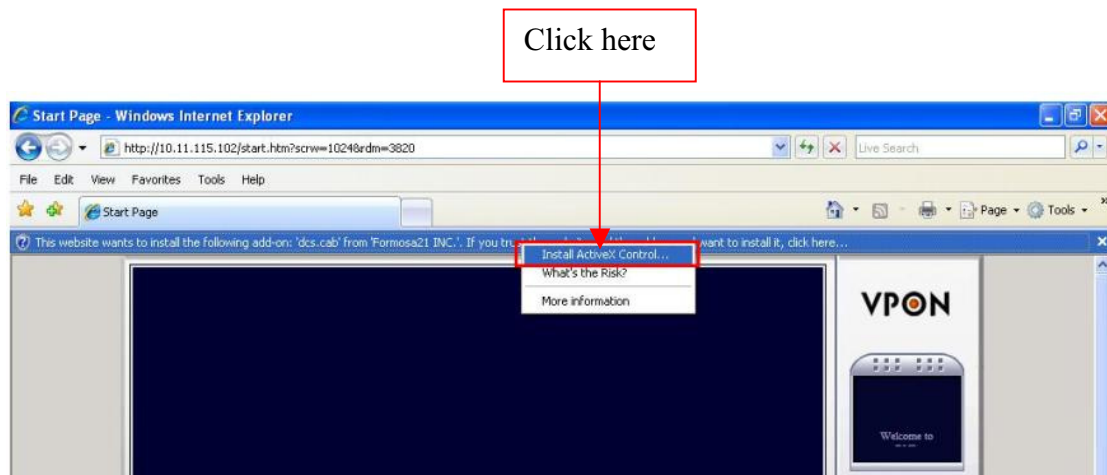 Click here
Start Page - Windows Internet Explorer
http://10.11.115.102/start.htm?scrw=1024&rdm=3820
Live Search
File Edit View Favorites Tools Help
Start Page
Page
Tools
This website wants to install the following add-on: 'dcs.cab' from 'Formosa21 INC.'. If you want to install it, click here...
Install ActiveX Control...
What's the Risk?
More information
VPON
Welcome to